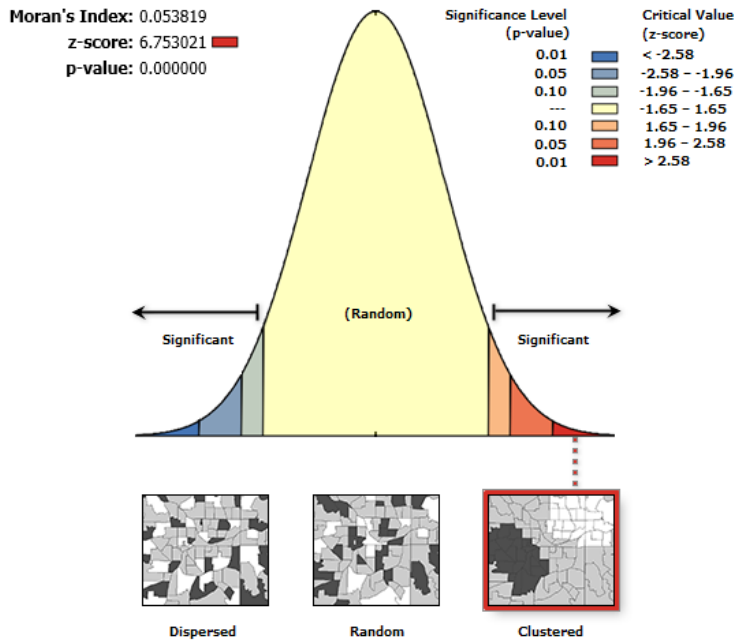 Moran's Index: 0.053819
z-score: 6.753021
p-value: 0.000000
Significance Level
(p-value)
Critical Value
(z-score)
0.01 < -2.58
0.05 -2.58 – -1.96
0.10 -1.96 – -1.65
--- -1.65 – 1.65
0.10 1.65 – 1.96
0.05 1.96 – 2.58
0.01 > 2.58
(Random)
Significant
Significant
Dispersed
Random
Clustered